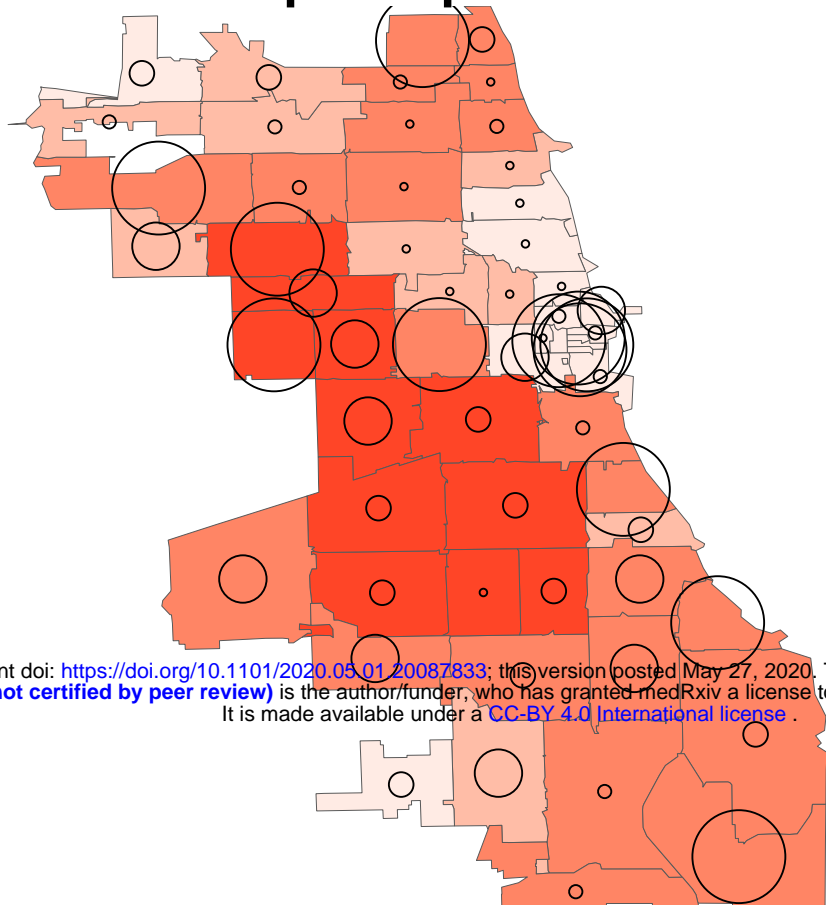 nt doi: https://doi.org/10.1101/2020.05.01.20087833; this version posted May 27, 2020.
not certified by peer review) is the author/funder, who has granted medRxiv a license to
It is made available under a CC-BY 4.0 International license .